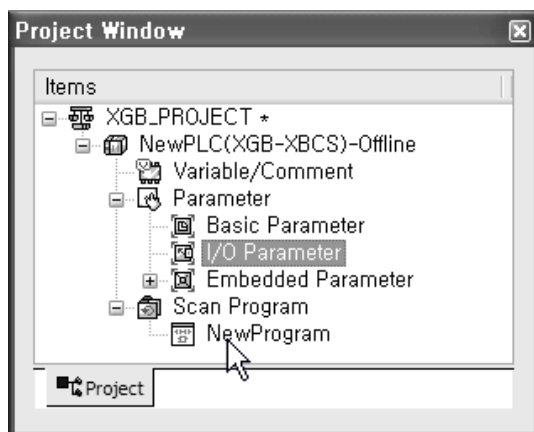 Project Window
Items
XGB_PROJECT *
NewPLC(XGB-XBCS)-Offline
Variable/Comment
Parameter
Basic Parameter
I/O Parameter
Embedded Parameter
Scan Program
NewProgram
Project